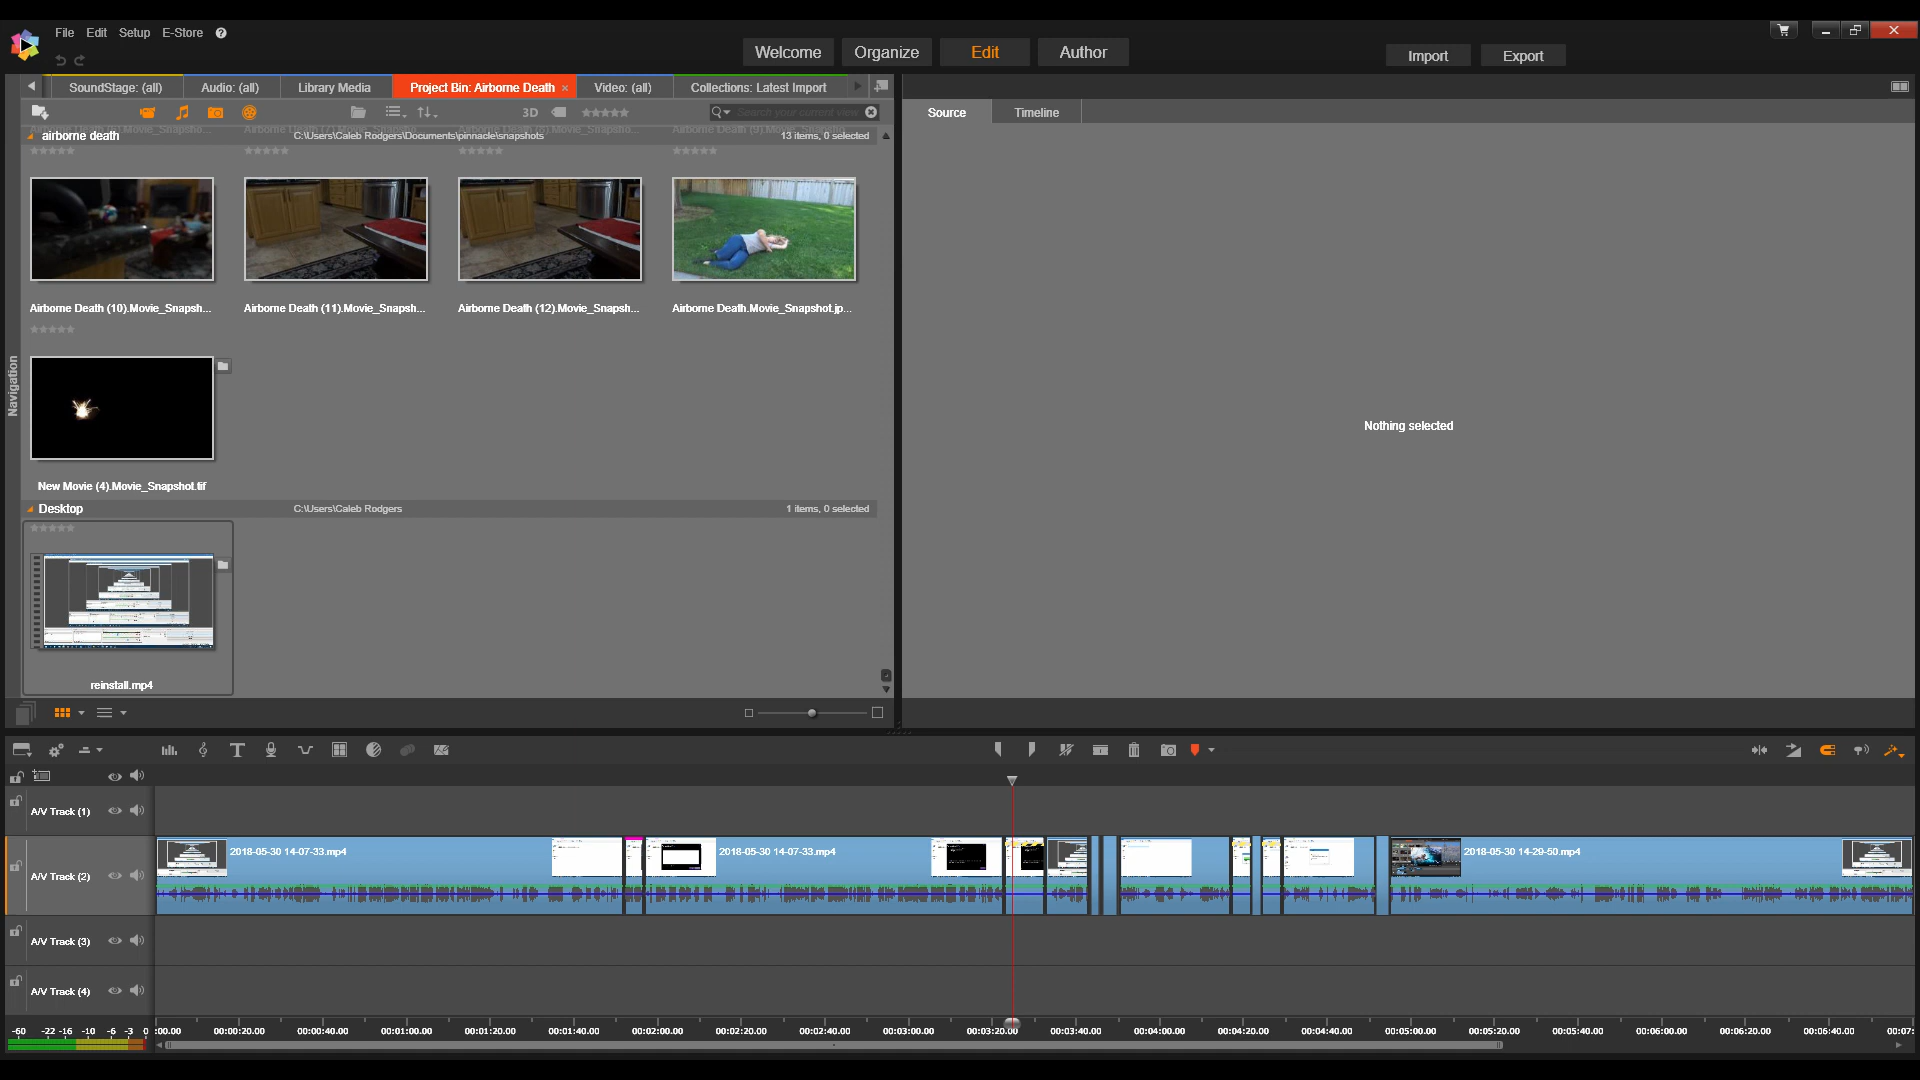 File Edit Setup E-Store ?
Welcome Organize Edit Author
Import Export
SoundStage: (all) Audio: (all) Library Media Project Bin: Airborne Death × Video: (all) Collections: Latest Import
3D Search your current view
Source Timeline
airborne death C:\Users\Caleb Rodgers\Documents\pinnacle\snapshots 13 items, 0 selected
Airborne Death (10).Movie_Snapsh... Airborne Death (11).Movie_Snapsh... Airborne Death (12).Movie_Snapsh... Airborne Death.Movie_Snapshot.jp...
Navigation
Nothing selected
New Movie (4).Movie_Snapshot.tif
Desktop C:\Users\Caleb Rodgers 1 items, 0 selected
reinstall.mp4
A/V Track (1)
2018-05-30 14-07-33.mp4 2018-05-30 14-07-33.mp4 2018-05-30 14-29-50.mp4
A/V Track (2)
A/V Track (3)
A/V Track (4)
-60 -22 -16 -10 -6 -3 0 :00.00 00:00:20.00 00:00:40.00 00:01:00.00 00:01:20.00 00:01:40.00 00:02:00.00 00:02:20.00 00:02:40.00 00:03:00.00 00:03:20.00 00:03:40.00 00:04:00.00 00:04:20.00 00:04:40.00 00:05:00.00 00:05:20.00 00:05:40.00 00:06:00.00 00:06:20.00 00:06:40.00 00:07: